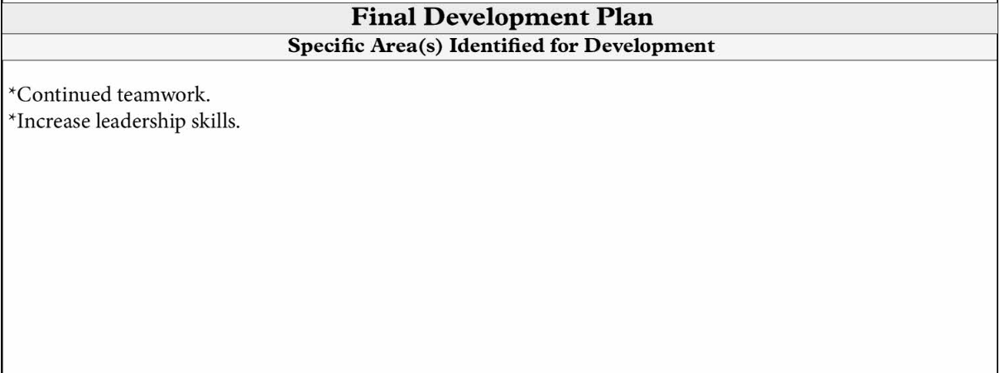 Final Development Plan
Specific Area(s) Identified for Development
*Continued teamwork.
*Increase leadership skills.